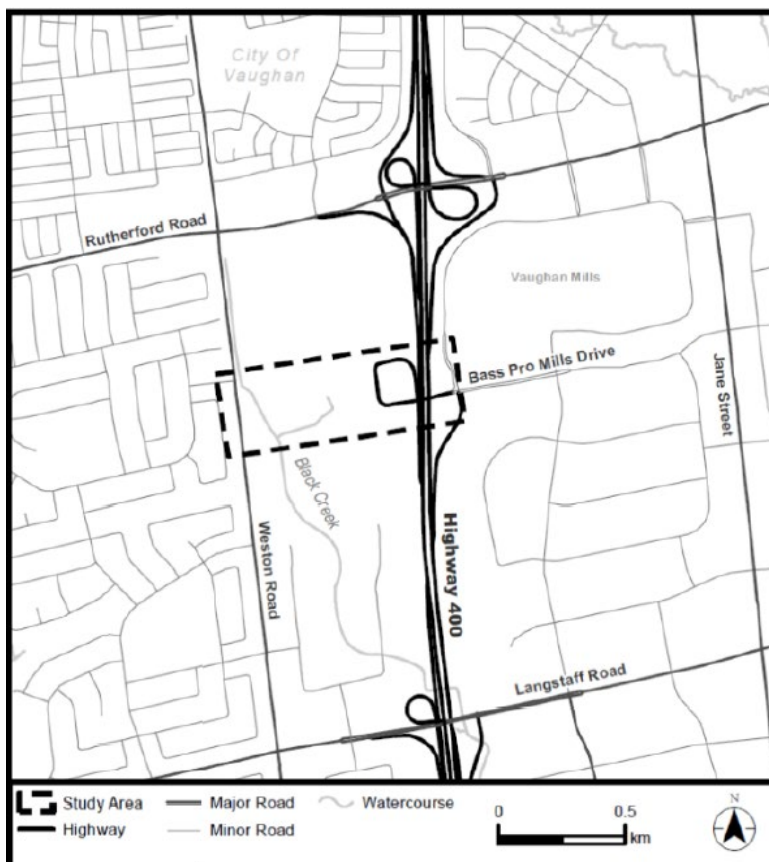 City Of
Vaughan
Rutherford Road
Vaughan Mills
Bass Pro Mills Drive
Jane Street
Black Creek
Weston Road
Highway 400
Langstaff Road
Study Area
Major Road
Watercourse
Highway
Minor Road
0
0.5
km
N